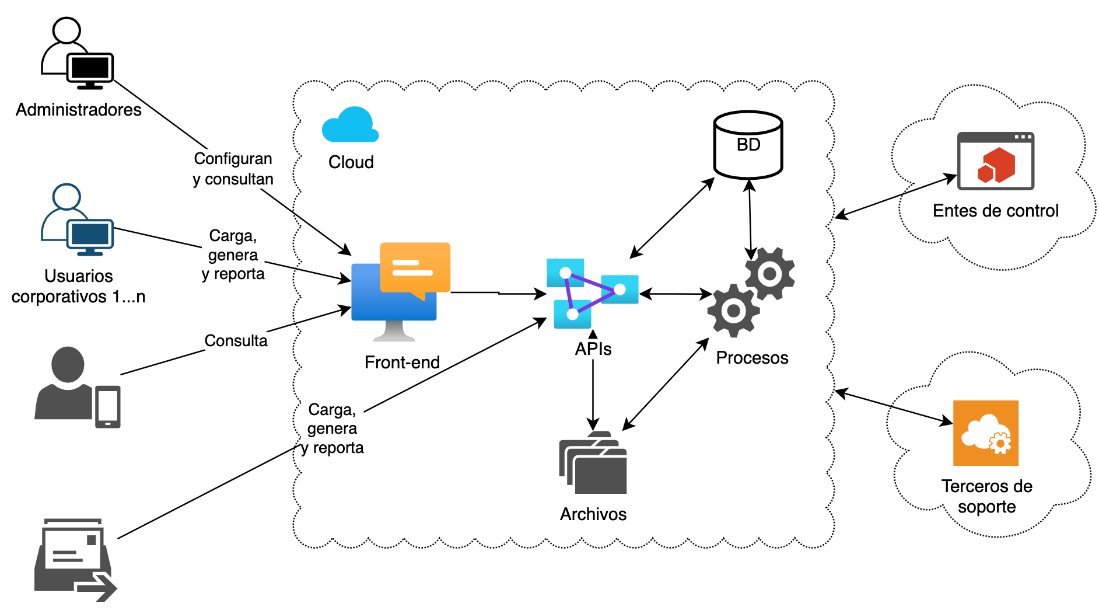 Administradores
Configuran
y consultan
Cloud
BD
Entes de control
Carga,
genera
y reporta
Usuarios
corporativos 1...n
Consulta
Front-end
APIs
Procesos
Carga,
genera
y reporta
Archivos
Terceros de
soporte